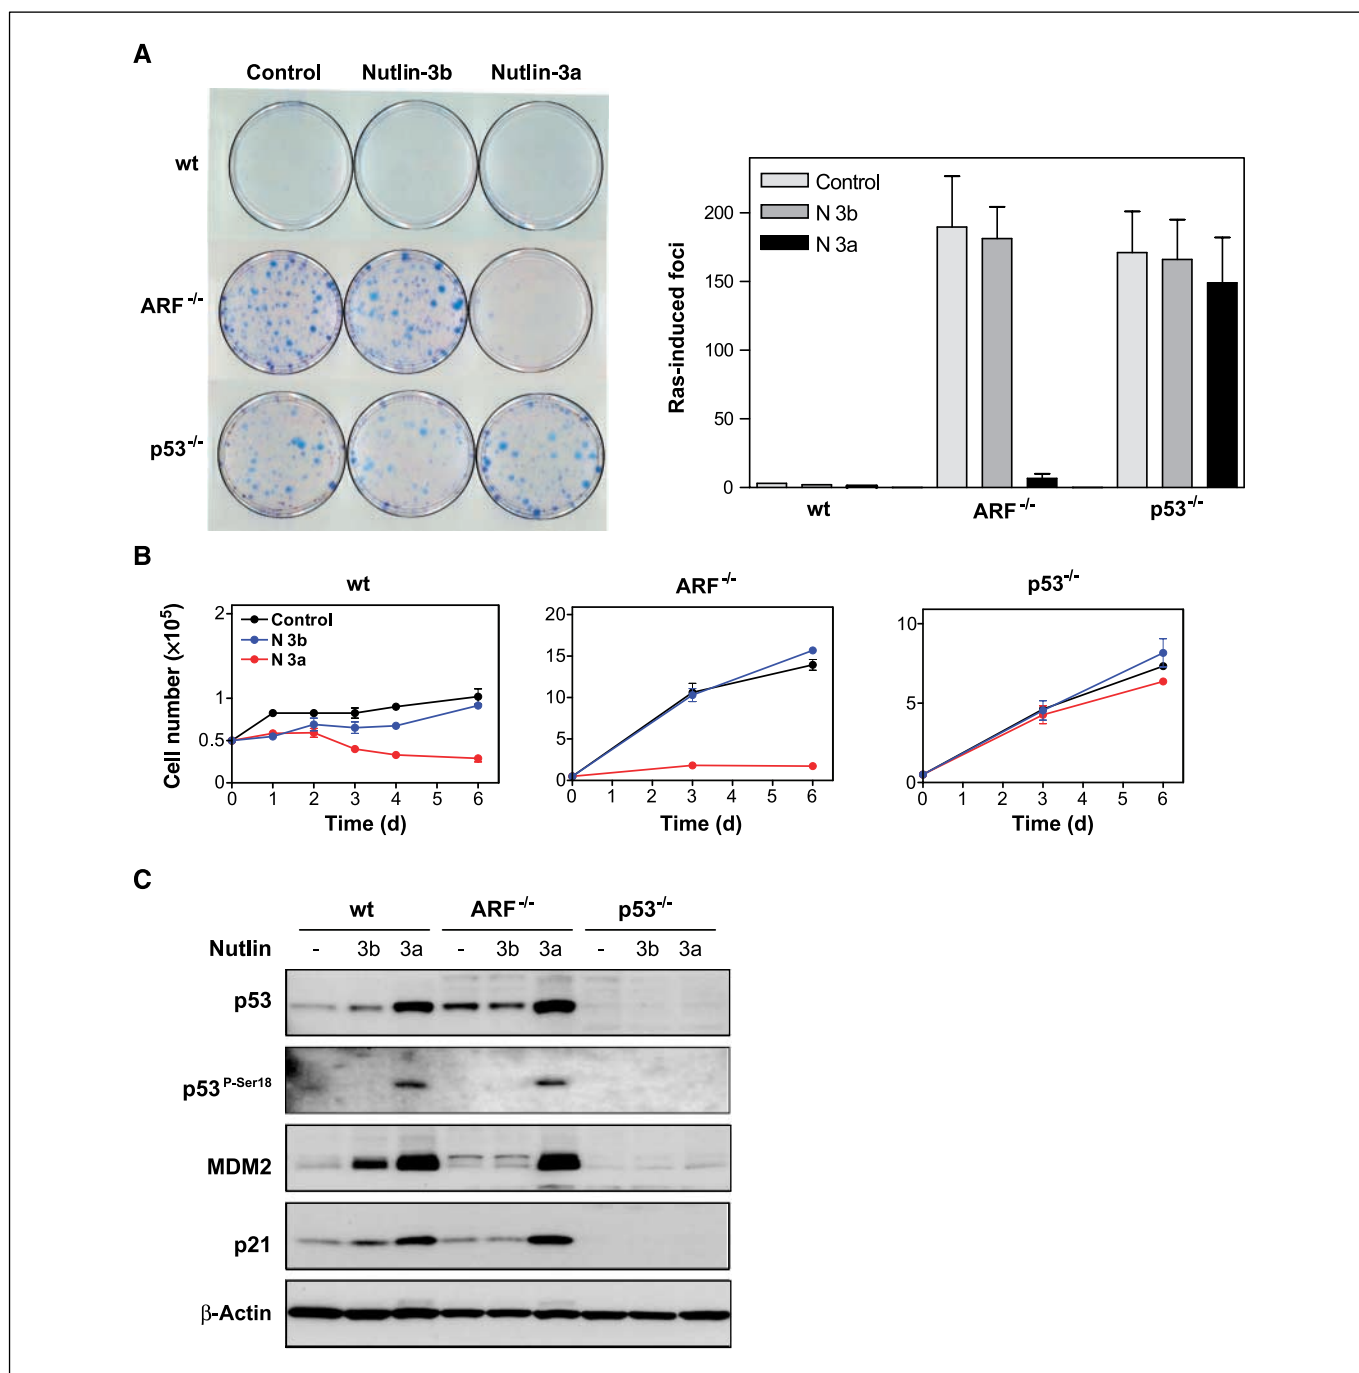 A
Control Nutlin-3b Nutlin-3a
wt
ARF-/-
p53-/-
Ras-induced foci
200
150
100
50
0
Control
N 3b
N 3a
wt ARF-/- p53-/-
B
wt
Cell number (×10⁵)
2
1
0.5
0
Control
N 3b
N 3a
0 1 2 3 4 6
Time (d)
ARF-/-
20
15
10
5
0
0 1 2 3 4 5 6
Time (d)
p53-/-
10
5
0
0 1 2 3 4 5 6
Time (d)
C
wt ARF-/- p53-/-
Nutlin - 3b 3a - 3b 3a - 3b 3a
p53
p53 P-Ser18
MDM2
p21
β-Actin